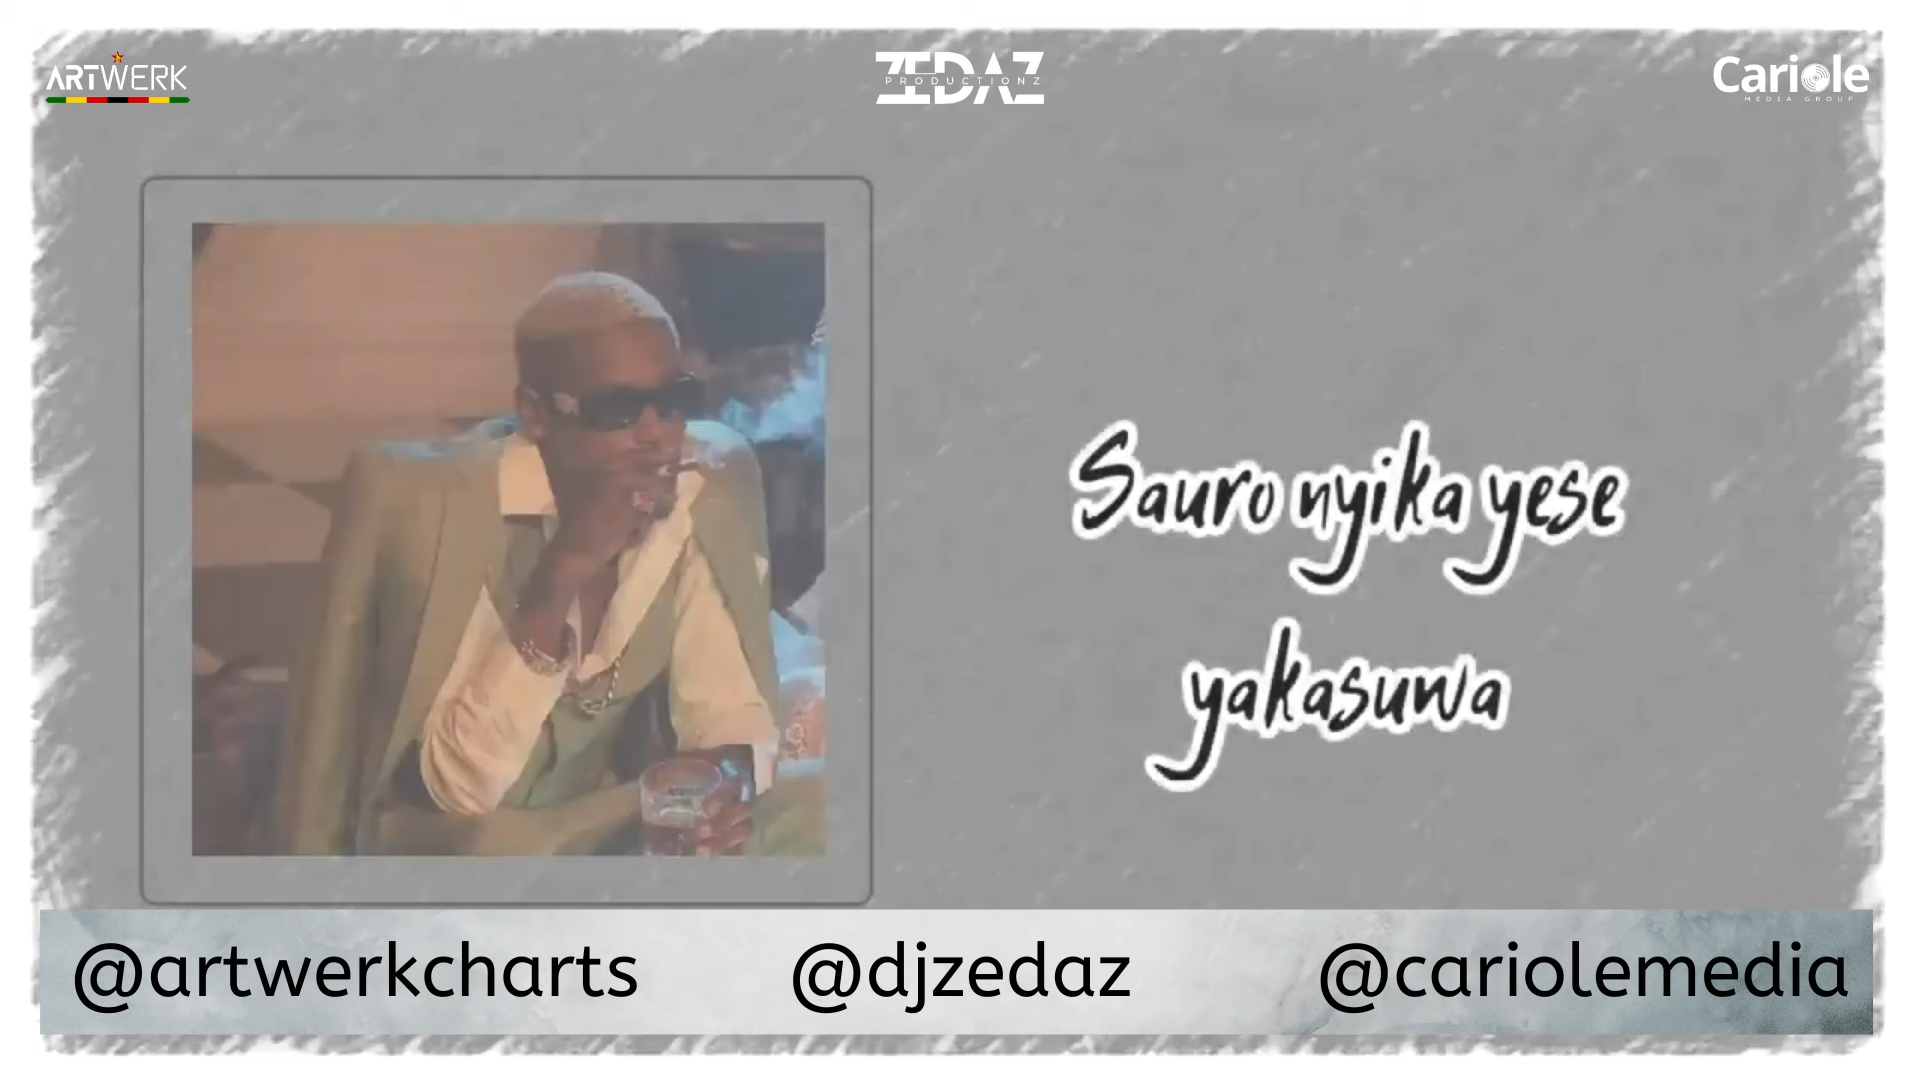 ARTWERK
ZEDAZ
PRODUCTIONZ
Cariole
MEDIA GROUP
Sauro nyika yese
yakasuwa
@artwerkcharts
@djzedaz
@cariolemedia